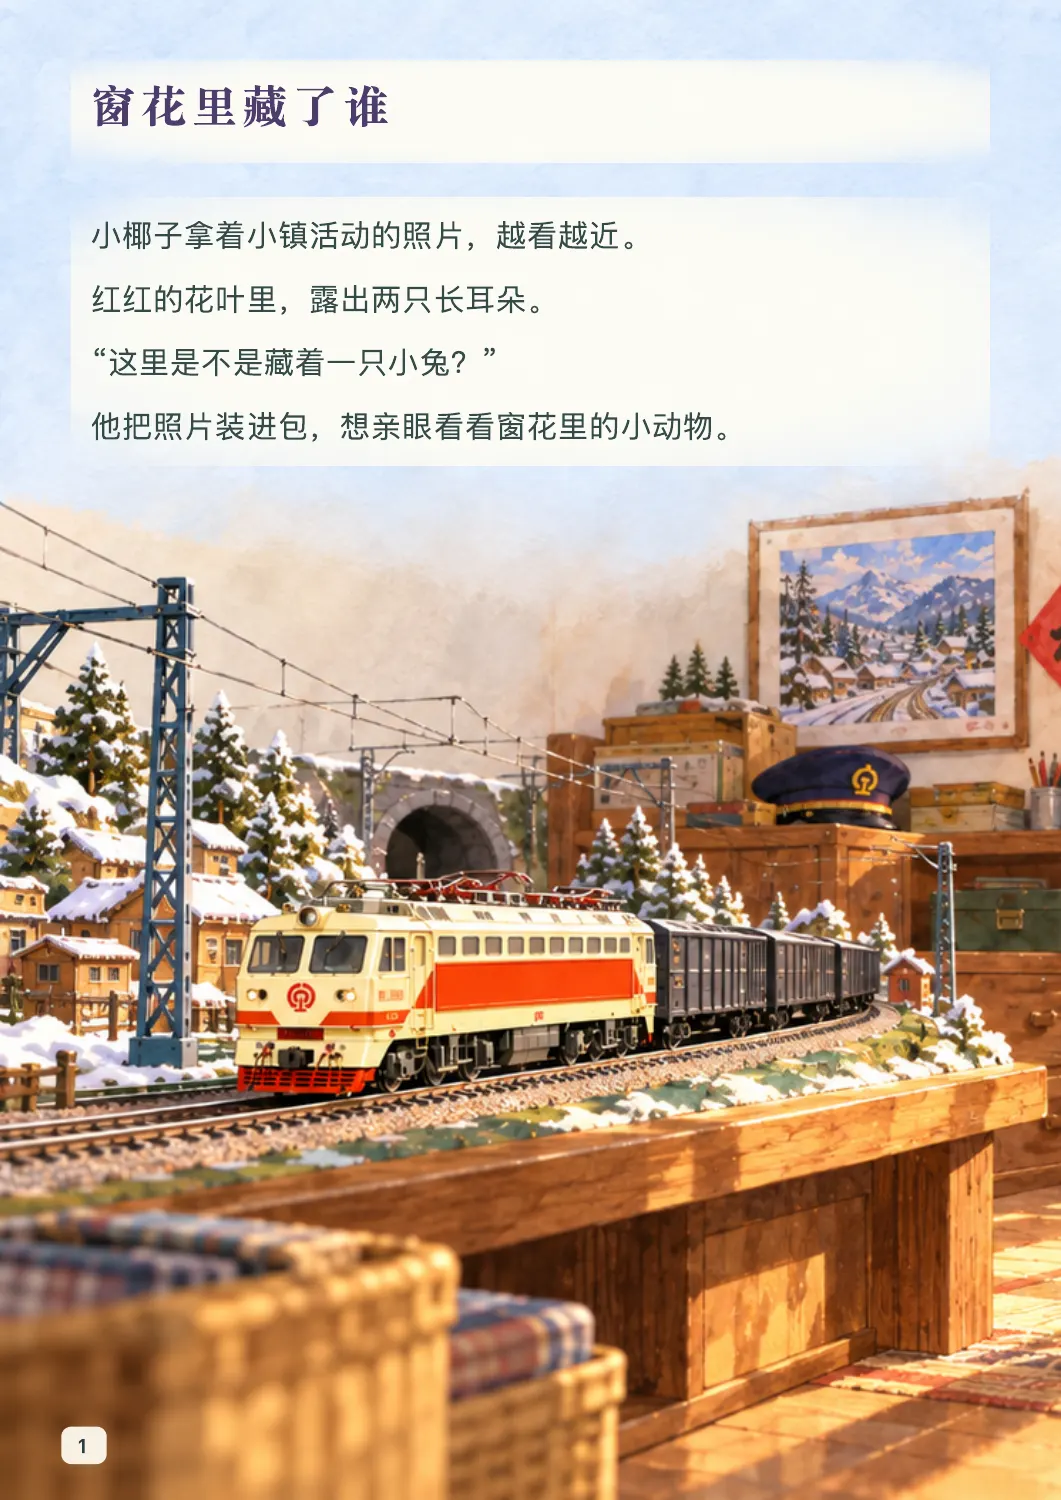 窗花里藏了谁
小椰子拿着小镇活动的照片，越看越近。
红红的花叶里，露出两只长耳朵。
“这里是不是藏着一只小兔？”
他把照片装进包，想亲眼看看窗花里的小动物。
1